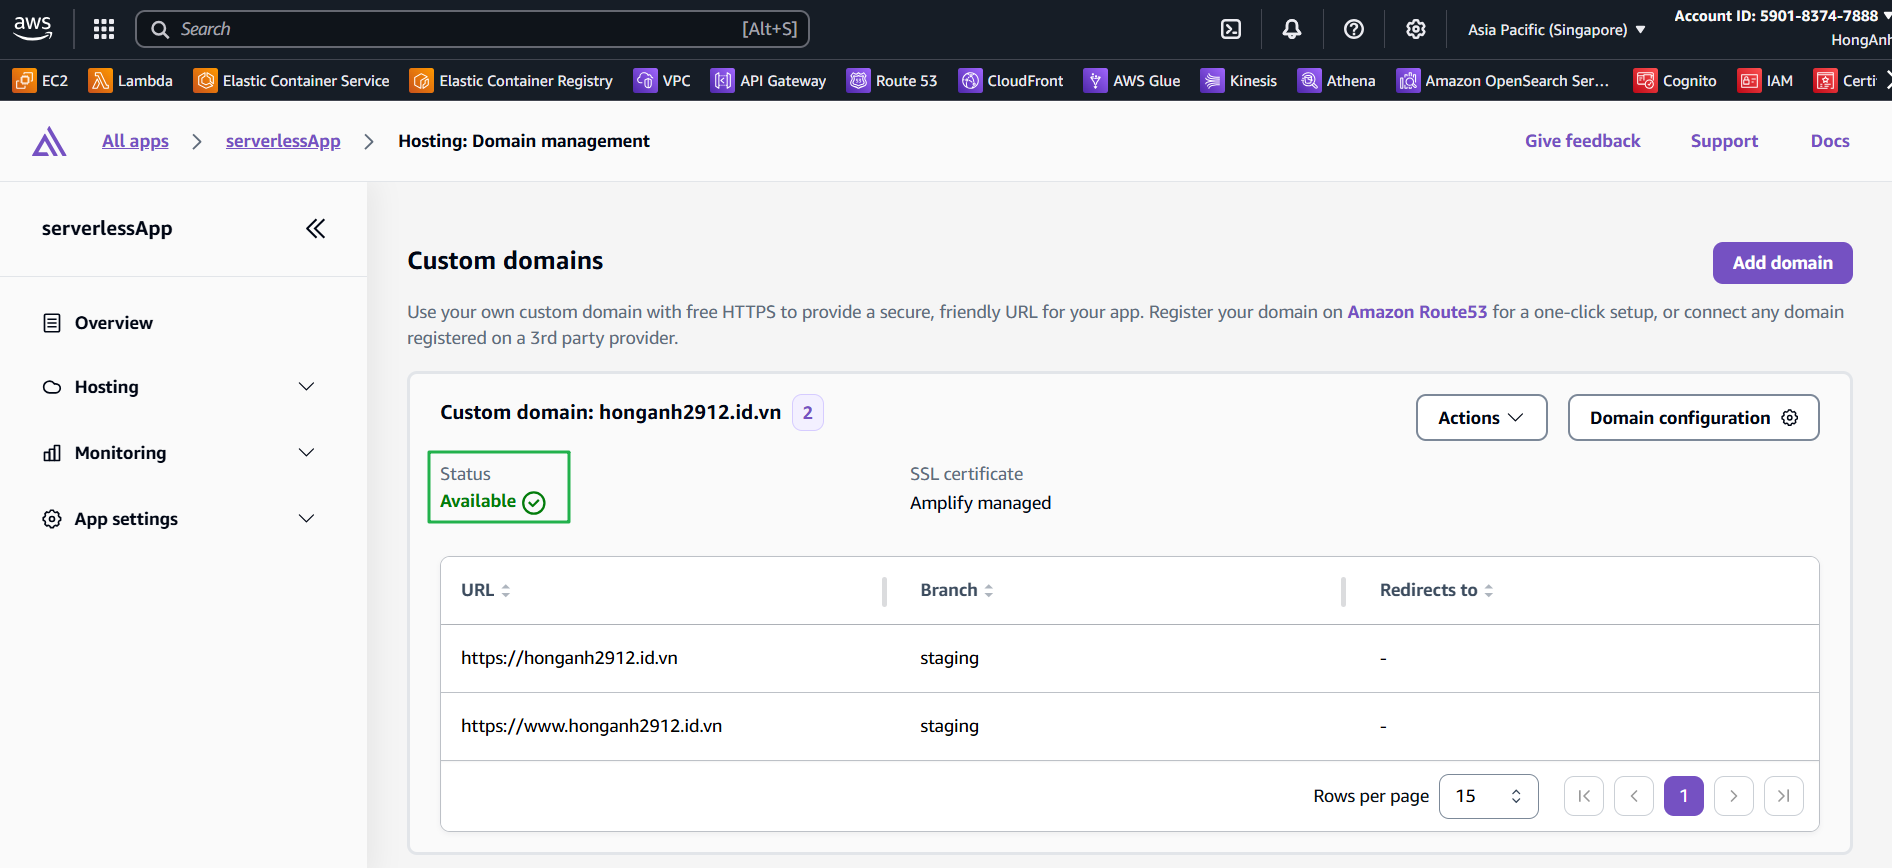 aws
Search [Alt+S]
Asia Pacific (Singapore)
Account ID: 5901-8374-7888
HongAnh
EC2 Lambda Elastic Container Service Elastic Container Registry VPC API Gateway Route 53 CloudFront AWS Glue Kinesis Athena Amazon OpenSearch Ser... Cognito IAM Certi
All apps serverlessApp Hosting: Domain management Give feedback Support Docs
serverlessApp
Overview
Hosting
Monitoring
App settings
Custom domains
Add domain
Use your own custom domain with free HTTPS to provide a secure, friendly URL for your app. Register your domain on Amazon Route53 for a one-click setup, or connect any domain
registered on a 3rd party provider.
Custom domain: honganh2912.id.vn 2
Actions Domain configuration
Status SSL certificate
Available Amplify managed
URL Branch Redirects to
https://honganh2912.id.vn staging -
https://www.honganh2912.id.vn staging -
Rows per page 15 1